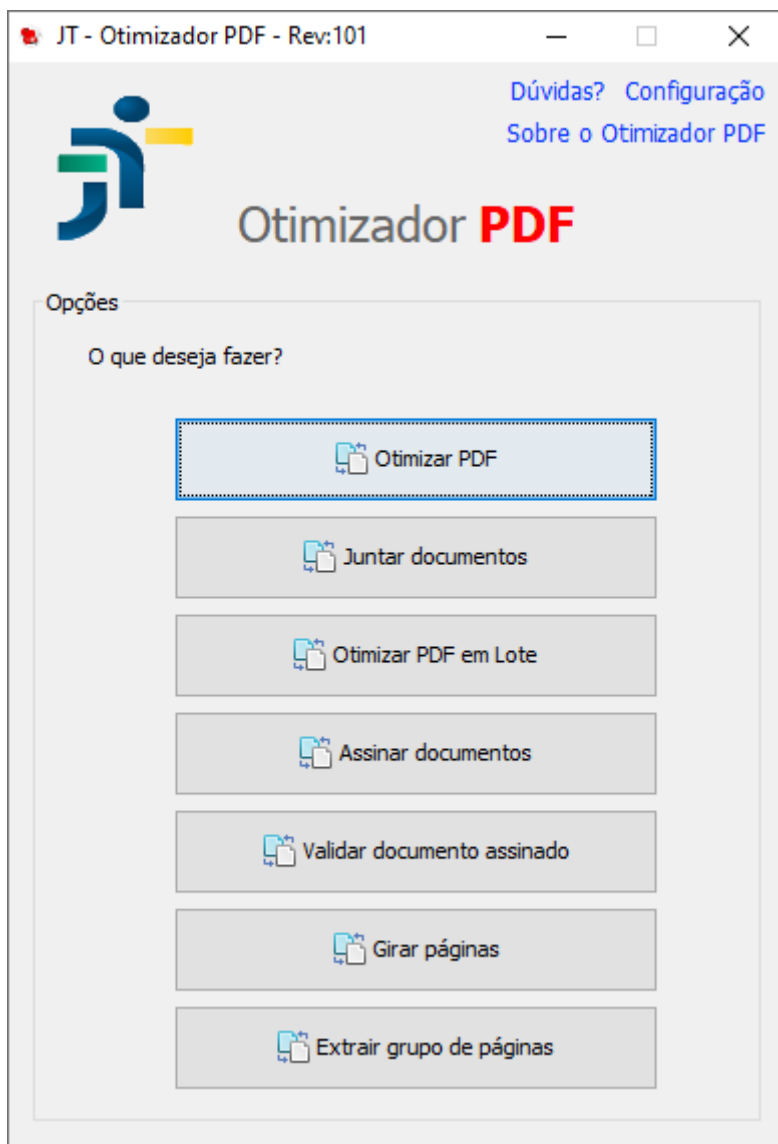 JT - Otimizador PDF - Rev:101
Dúvidas? Configuração
Sobre o Otimizador PDF
Otimizador PDF
Opções
O que deseja fazer?
Otimizar PDF
Juntar documentos
Otimizar PDF em Lote
Assinar documentos
Validar documento assinado
Girar páginas
Extrair grupo de páginas